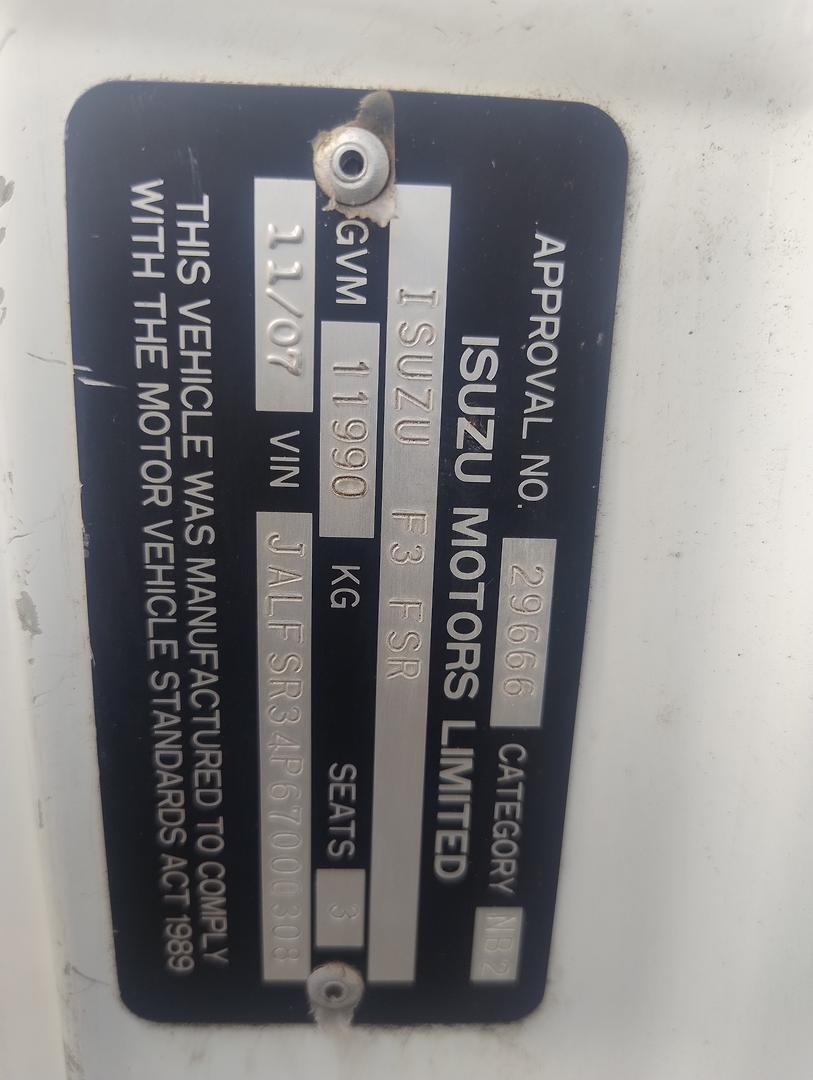 APPROVAL NO. 29666 CATEGORY NB2
ISUZU MOTORS LIMITED
ISUZU F3 FSR
GVM 11990 KG SEATS 3
11/07 VIN JALFSR34P67000308
THIS VEHICLE WAS MANUFACTURED TO COMPLY
WITH THE MOTOR VEHICLE STANDARDS ACT 1989